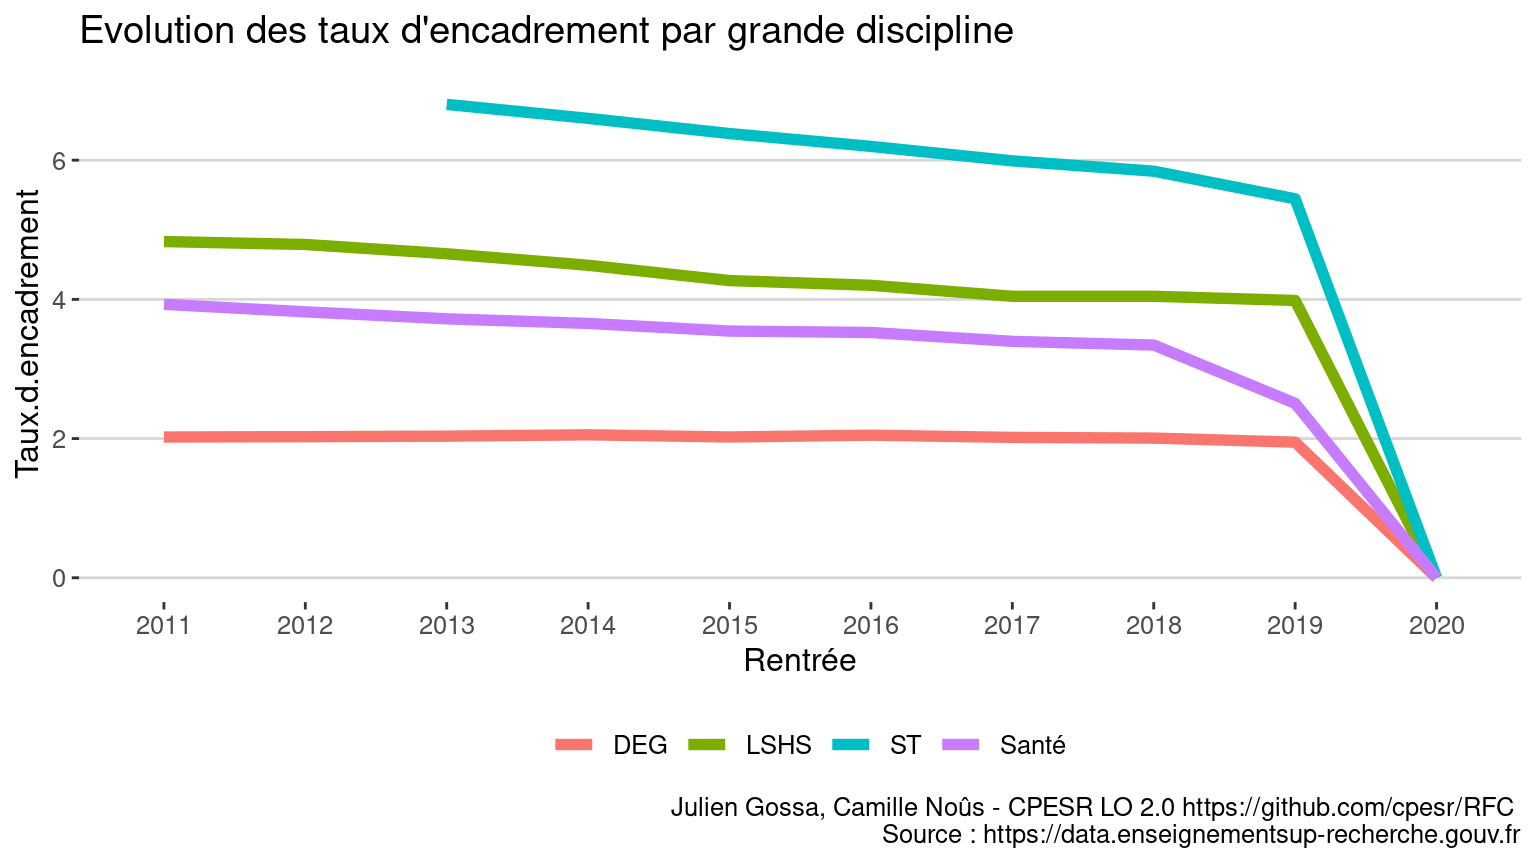 Evolution des taux d'encadrement par grande discipline
Taux.d.encadrement
6
4
2
0
2011 2012 2013 2014 2015 2016 2017 2018 2019 2020
Rentrée
DEG LSHS ST Santé
Julien Gossa, Camille Noûs - CPESR LO 2.0 https://github.com/cpesr/RFC
Source : https://data.enseignementsup-recherche.gouv.fr